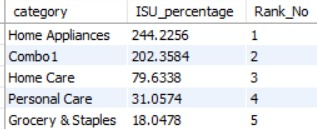 category ISU_percentage Rank_No
Home Appliances 244.2256 1
Combo1 202.3584 2
Home Care 79.6338 3
Personal Care 31.0574 4
Grocery & Staples 18.0478 5